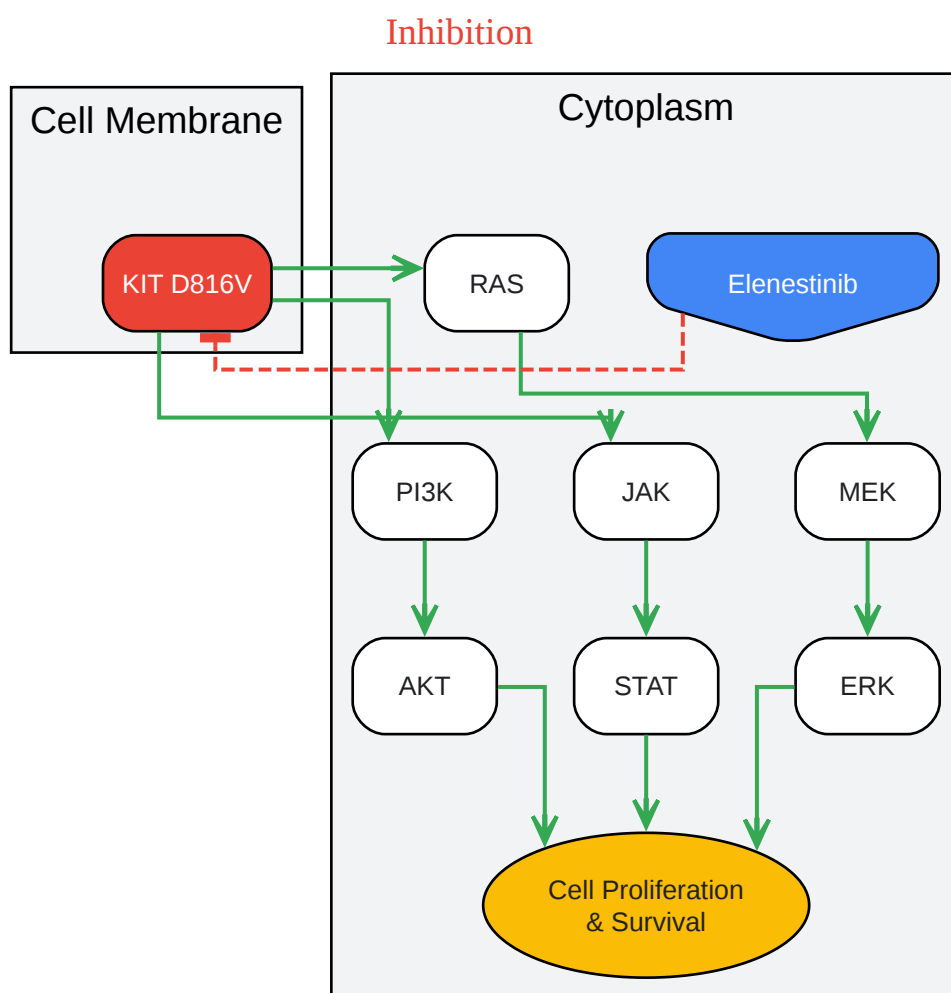 Inhibition
Cell Membrane
Cytoplasm
KIT D816V
RAS
Elenestinib
PI3K
JAK
MEK
AKT
STAT
ERK
Cell Proliferation
& Survival